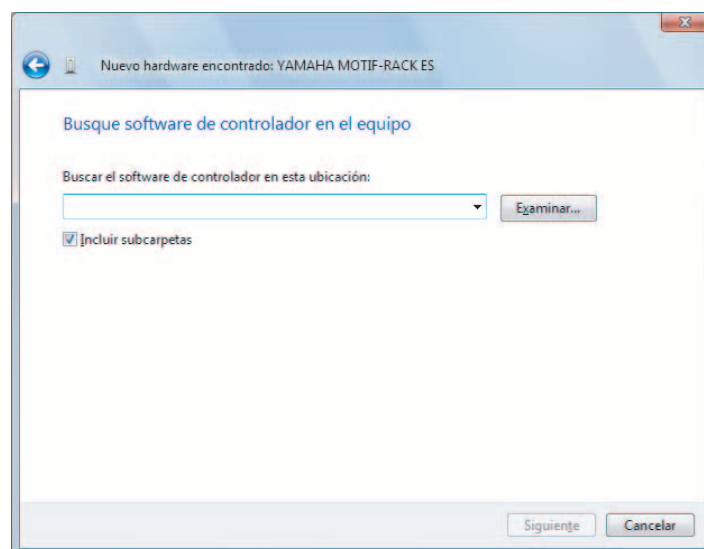 Nuevo hardware encontrado: YAMAHA MOTIF-RACK ES
Busque software de controlador en el equipo
Buscar el software de controlador en esta ubicación:
Examinar...
Incluir subcarpetas
Siguiente
Cancelar